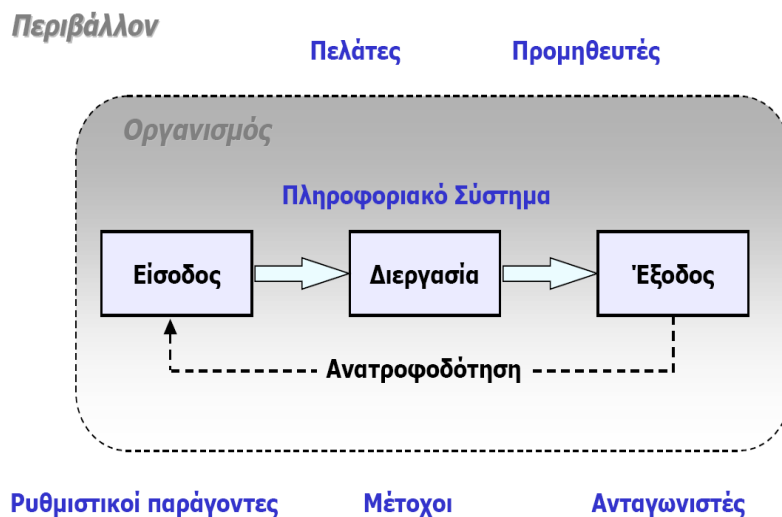 Περιβάλλον
Πελάτες Προμηθευτές
Οργανισμός
Πληροφοριακό Σύστημα
Είσοδος Διεργασία Έξοδος
Ανατροφοδότηση
Ρυθμιστικοί παράγοντες Μέτοχοι Ανταγωνιστές